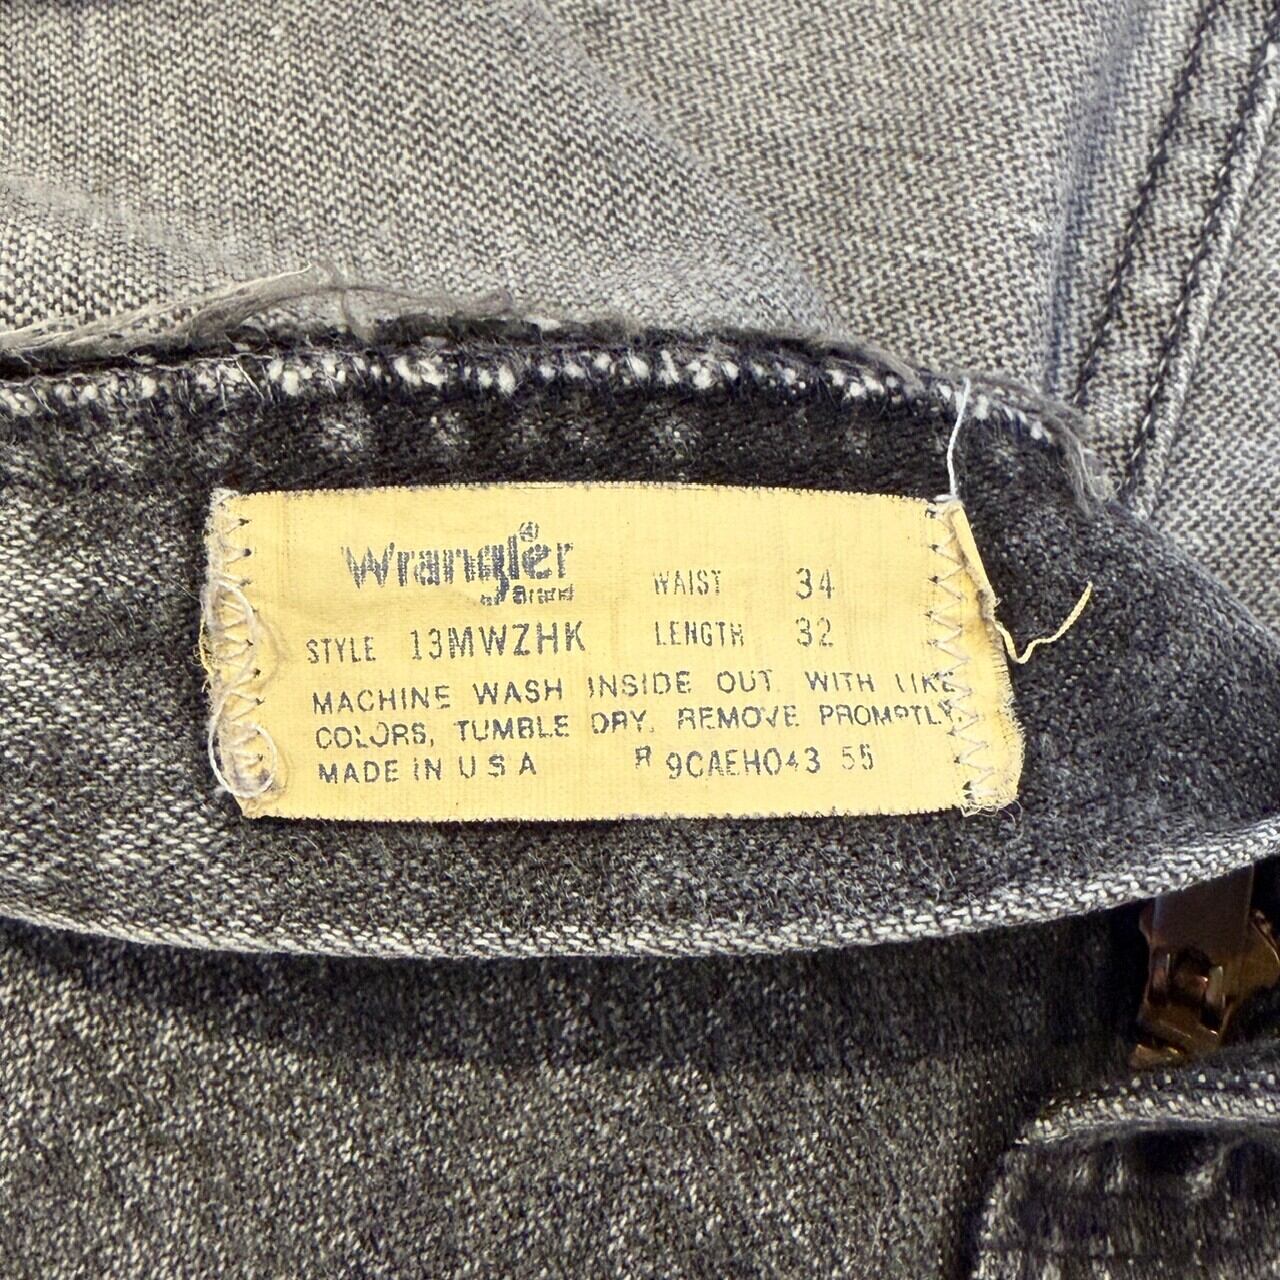 Wrangler®
Brand
WAIST 34
STYLE 13MWZHK LENGTH 32
MACHINE WASH INSIDE OUT WITH LIKE
COLORS, TUMBLE DRY, REMOVE PROMPTLY
MADE IN U S A R 9CAEH043 55